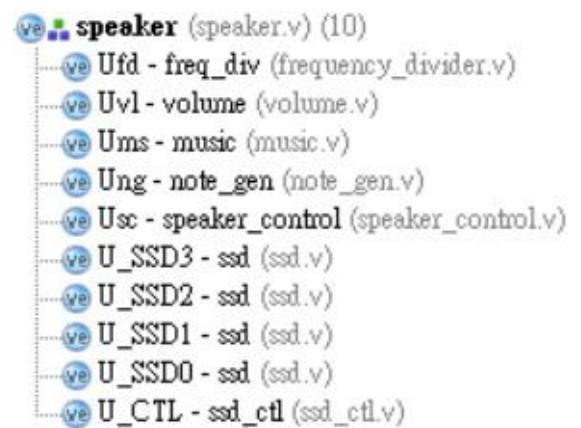 speaker (speaker.v) (10)
Ufd - freq_div (frequency_divider.v)
Uvl - volume (volume.v)
Ums - music (music.v)
Ung - note_gen (note_gen.v)
Usc - speaker_control (speaker_control.v)
U_SSD3 - ssd (ssd.v)
U_SSD2 - ssd (ssd.v)
U_SSD1 - ssd (ssd.v)
U_SSD0 - ssd (ssd.v)
U_CTL - ssd_ctl (ssd_ctl.v)